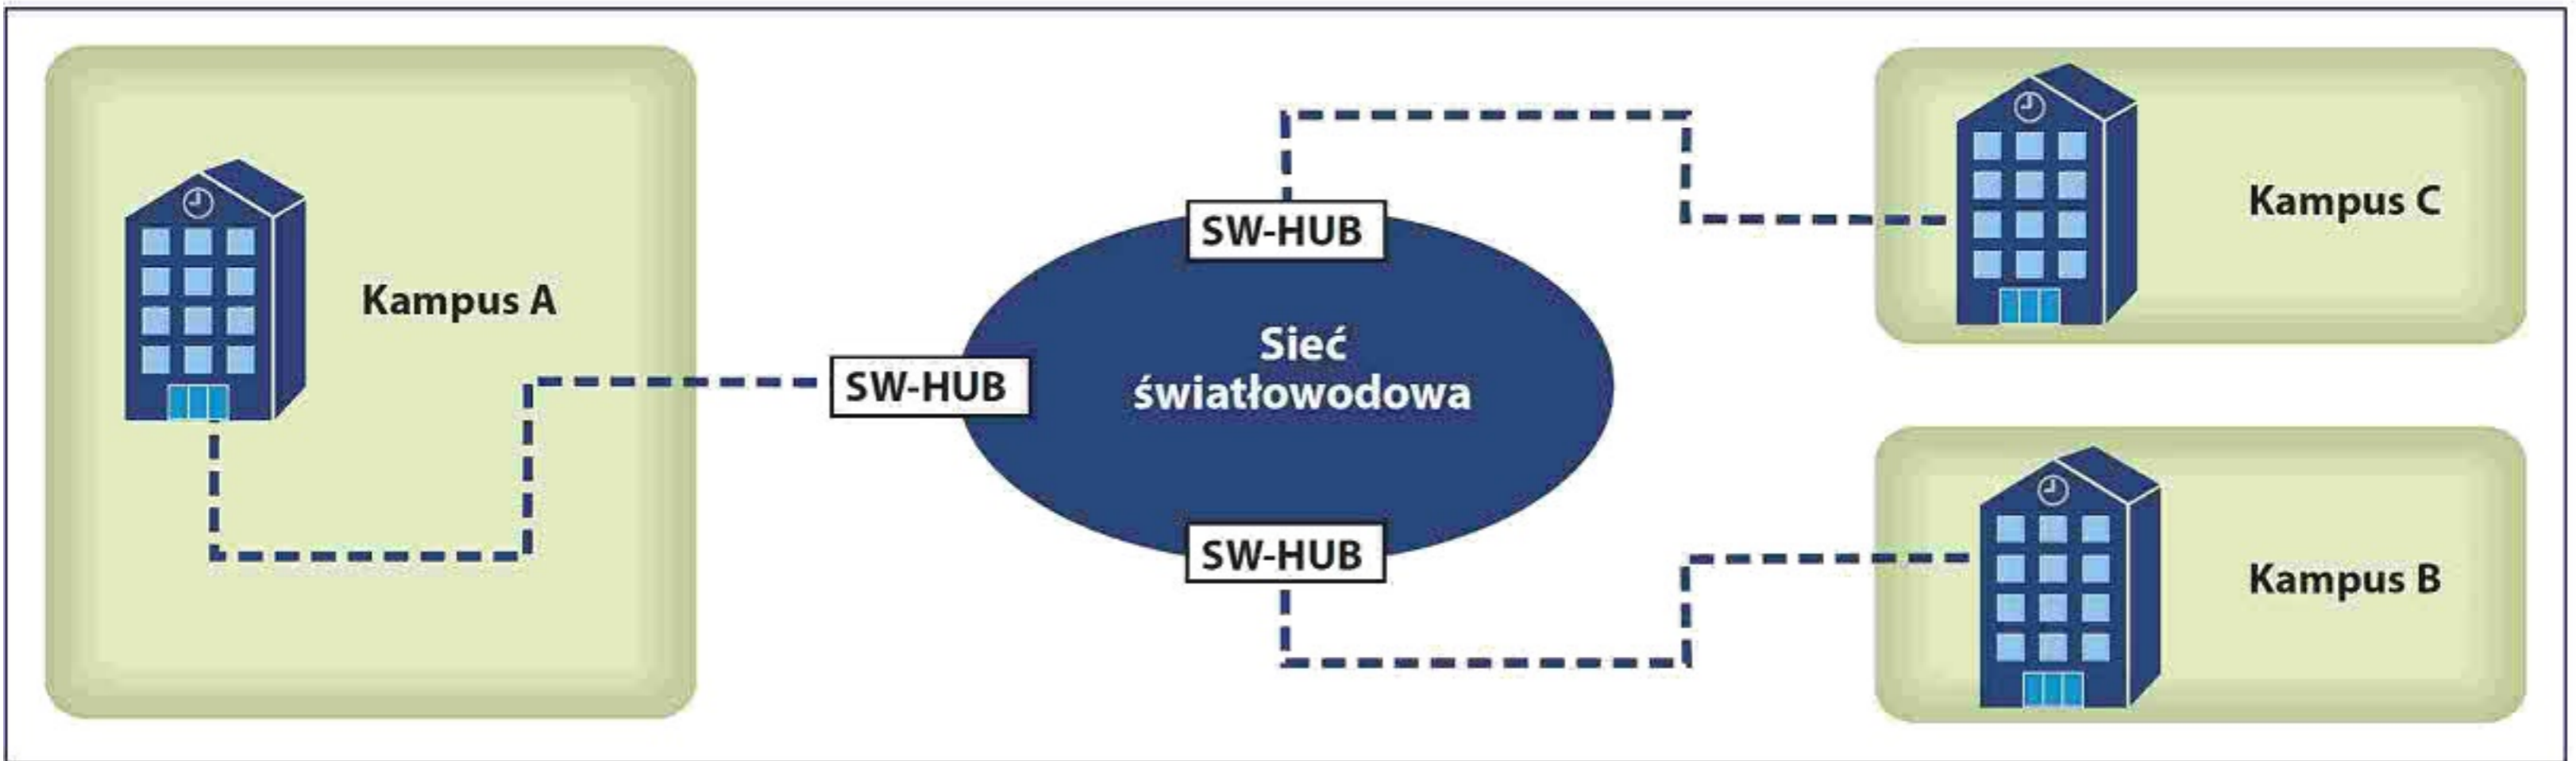 Kampus A
SW-HUB
SW-HUB
Sieć
światłowodowa
SW-HUB
Kampus C
Kampus B